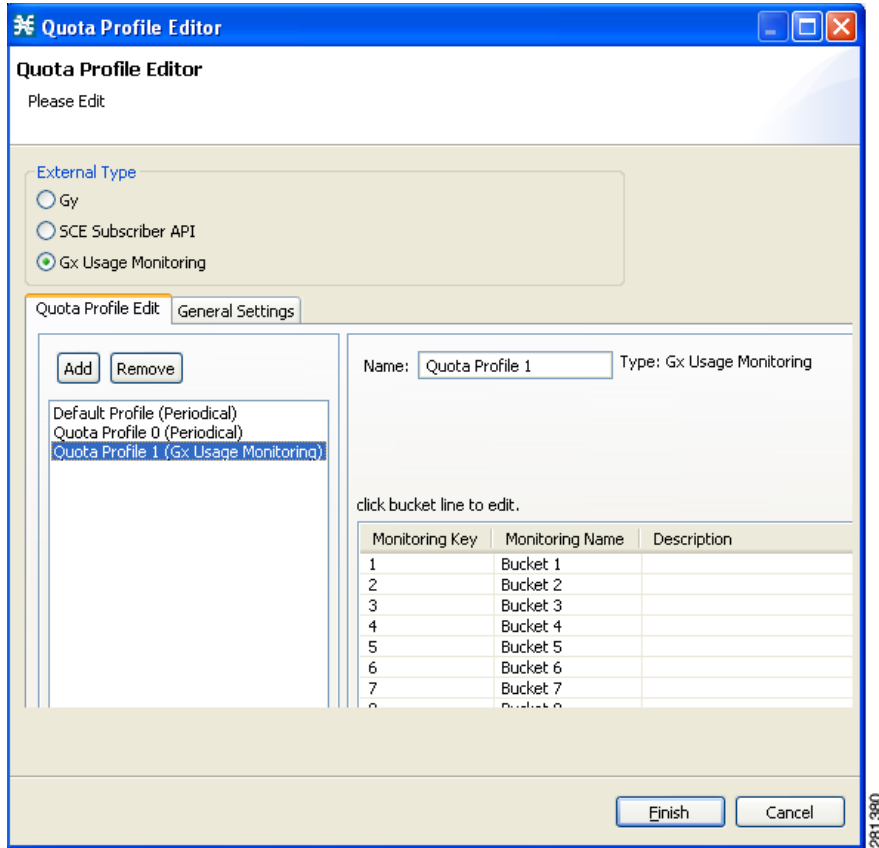 Quota Profile Editor
Quota Profile Editor
Please Edit
External Type
Gy
SCE Subscriber API
Gx Usage Monitoring
Quota Profile Edit
General Settings
Add
Remove
Default Profile (Periodical)
Quota Profile 0 (Periodical)
Quota Profile 1 (Gx Usage Monitoring)
Name:
Quota Profile 1
Type: Gx Usage Monitoring
click bucket line to edit.
Monitoring Key Monitoring Name Description
1 Bucket 1
2 Bucket 2
3 Bucket 3
4 Bucket 4
5 Bucket 5
6 Bucket 6
7 Bucket 7
Finish
Cancel
281380